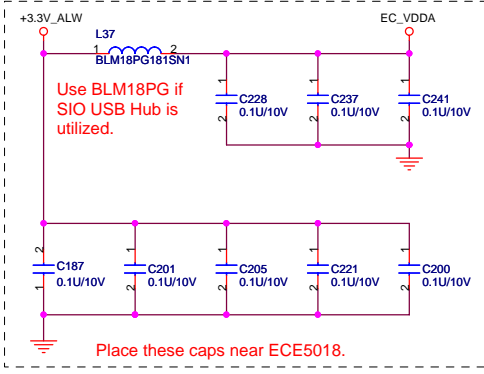 +3.3V_ALW
EC_VDDA
L37
1
2
BLM18PG181SN1
Use BLM18PG if
SIO USB Hub is
utilized.
1
C228
0.1U/10V
2
1
C237
0.1U/10V
2
1
C241
0.1U/10V
2
2
C187
0.1U/10V
1
1
C201
0.1U/10V
2
1
C205
0.1U/10V
2
1
C221
0.1U/10V
2
1
C200
0.1U/10V
2
Place these caps near ECE5018.